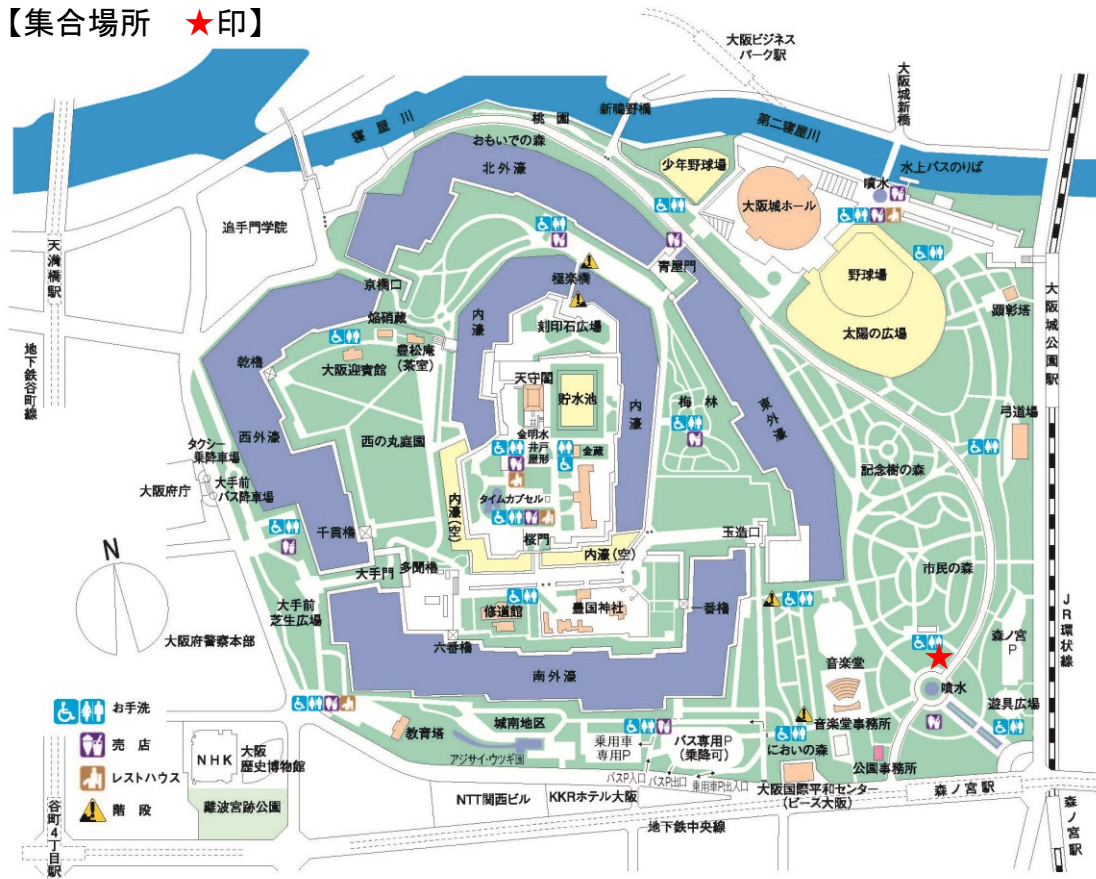 【集合場所　★印】
大阪ビジネス
パーク駅
大阪城新橋
新鴫野橋
桃園
第二寝屋川
寝屋川
おもいでの森
北外濠
少年野球場
水上バスのりば
噴水
大阪城ホール
追手門学院
天満橋駅
青屋門
野球場
京橋口
極楽橋
大阪城公園駅
顕彰塔
内濠
焔硝蔵
刻印石広場
太陽の広場
地下鉄谷町線
乾櫓
豊松庵
(茶室)
大阪迎賓館
天守閣
貯水池
内濠
梅林
東外濠
弓道場
西外濠
西の丸庭園
金明水
井戸
屋形
金蔵
タクシー
乗降車場
記念樹の森
大阪府庁
大手前
バス降車場
内濠(空)
タイムカプセル
千貫櫓
桜門
内濠(空)
玉造口
N
大手門
多聞櫓
市民の森
大手前
芝生広場
修道館
豊国神社
一番櫓
JR環状線
大阪府警察本部
六番櫓
森ノ宮
P
音楽堂
南外濠
噴水
遊具広場
お手洗
売店
レストハウス
階段
教育塔
城南地区
乗用車
専用P
バス専用P
(乗降可)
音楽堂事務所
においの森
NHK
大阪
歴史博物館
アジサイ・ウツギ園
公園事務所
バスP入口
バスP出口
乗用車P出入口
大阪国際平和センター
(ピース大阪)
森ノ宮駅
難波宮跡公園
NTT関西ビル
KKRホテル大阪
谷町4丁目駅
地下鉄中央線
森ノ宮駅